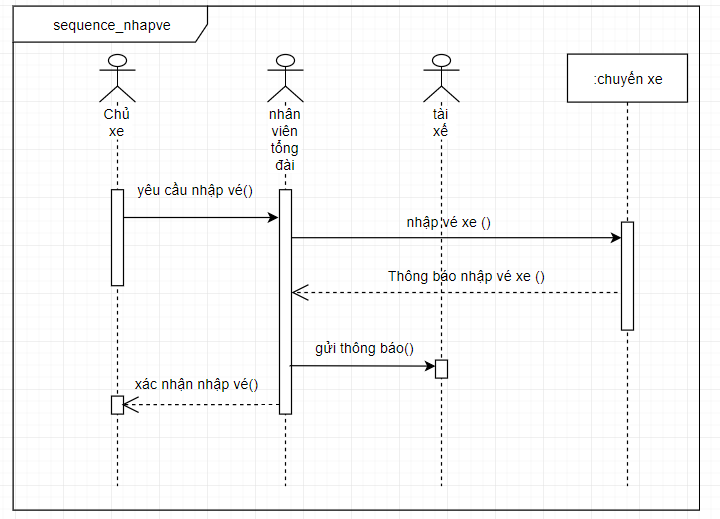 sequence_nhapve
Chủ
xe
nhân
viên
tổng
đài
tài
xế
:chuyến xe
yêu cầu nhập vé()
nhập vé xe ()
Thông báo nhập vé xe ()
gửi thông báo()
xác nhận nhập vé()